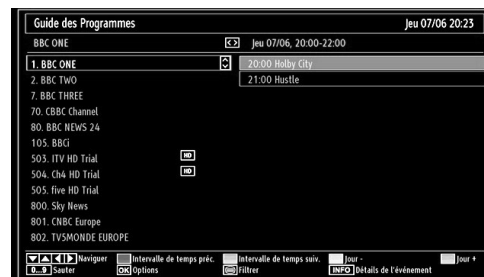 Guide des Programmes Jeu 07/06 20:23
BBC ONE <> Jeu 07/06, 20:00-22:00
1. BBC ONE 20:00 Holby City
2. BBC TWO 21:00 Hustle
7. BBC THREE
70. CBBC Channel
80. BBC NEWS 24
105. BBCi
503. ITV HD Trial HD
504. Ch4 HD Trial HD
505. five HD Trial
800. Sky News
801. CNBC Europe
802. TV5MONDE EUROPE
Naviguer Intervalle de temps préc. Intervalle de temps suiv. Jour - Jour +
0...9 Sauter OK Options Filtrer INFO Détails de l'événement